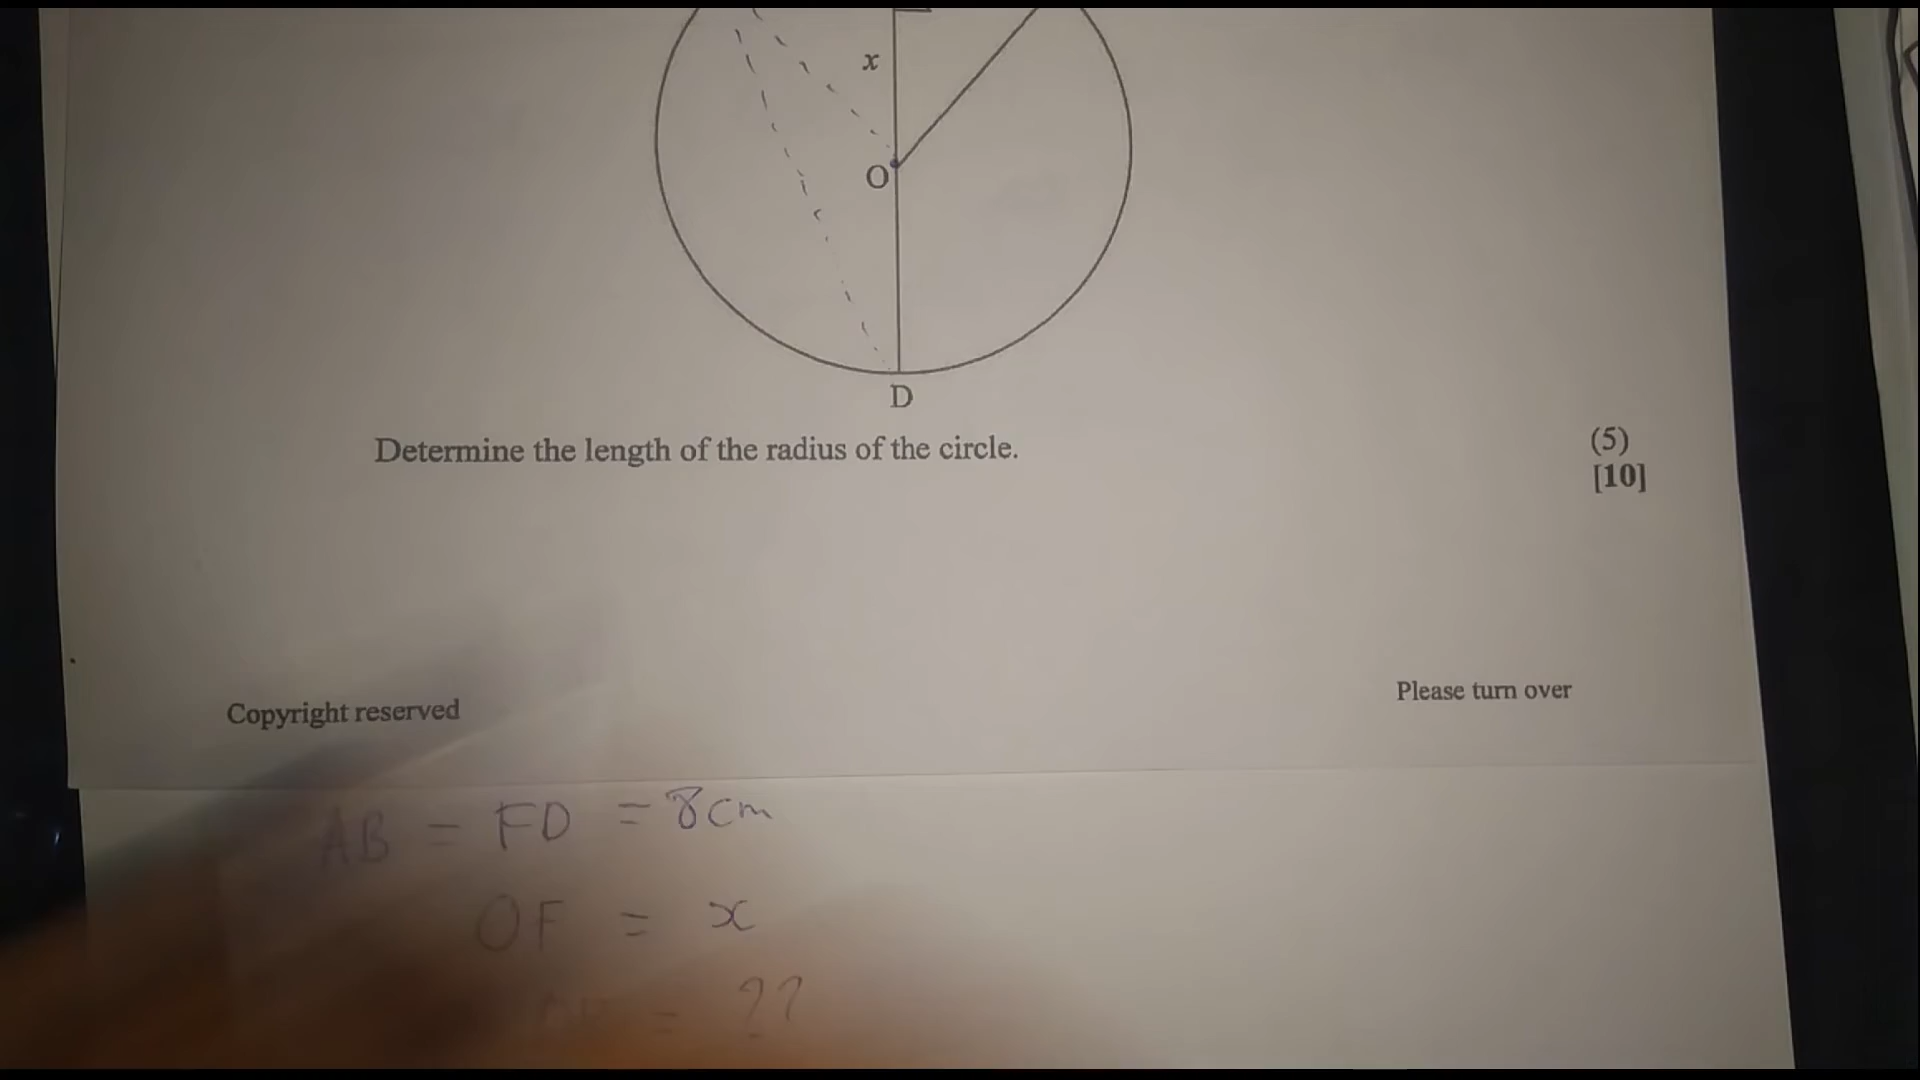 x
O
D
Determine the length of the radius of the circle.
(5)
[10]
Please turn over
Copyright reserved
AB = FD = 8cm
OF = x
= ??